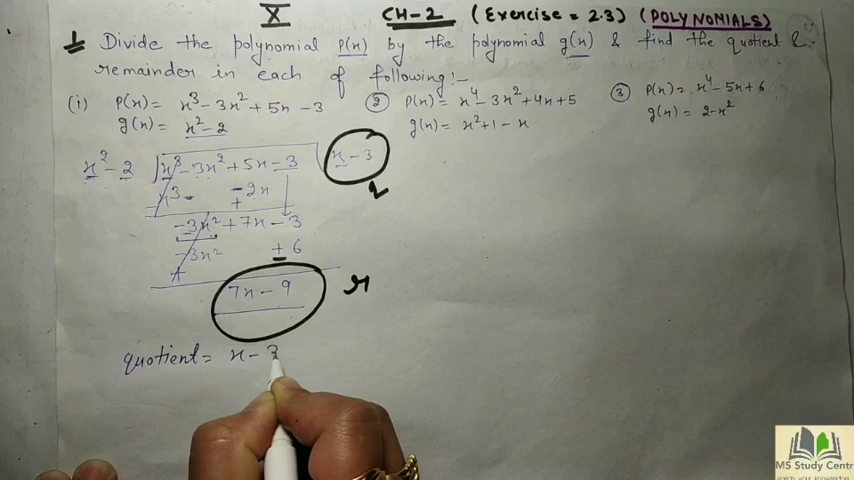 X CH-2 (Exercise = 2.3) (POLYNONIALS)
1 Divide the polynomial p(x) by the polynomial g(x) & find the quotient &
remainder in each of following:-
(i) p(x) = x³-3x²+5x-3
g(x) = x²-2
② p(x) = x⁴-3x²+4x+5
g(x) = x²+1-x
③ p(x) = x⁴-5x+6
g(x) = 2-x²
x²-2 x³-3x²+5x-3 x-3
x³ -2x q
- +
-3x²+7x-3
-3x² +6
+
7x-9 r
quotient = x-3
MS Study Centr